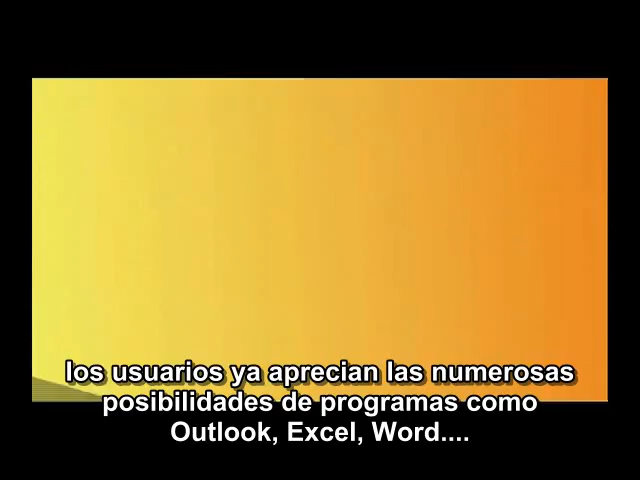 los usuarios ya aprecian las numerosas
posibilidades de programas como
Outlook, Excel, Word....